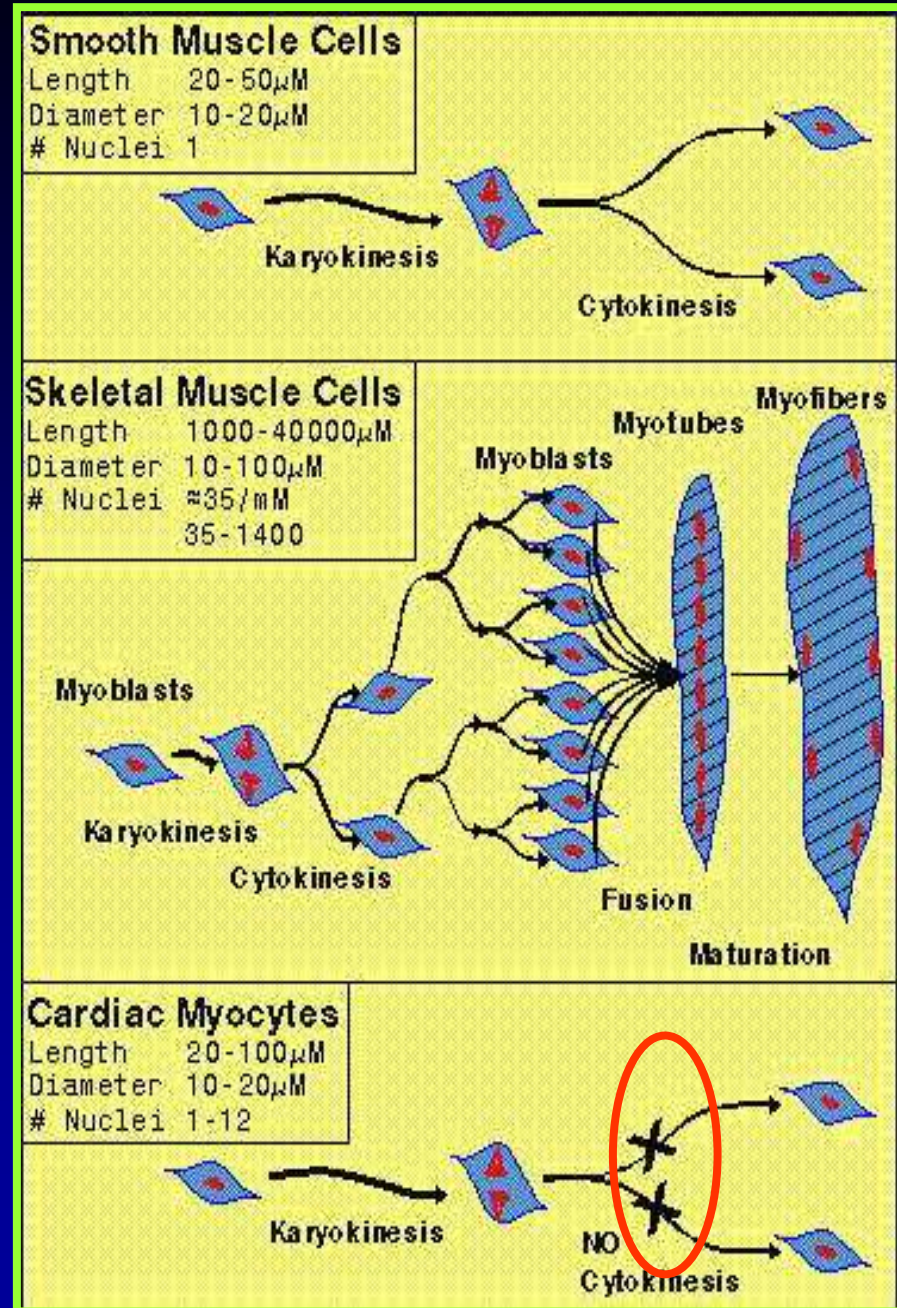 Smooth Muscle Cells
Length 20-50µM
Diameter 10-20µM
# Nuclei 1
Karyokinesis
Cytokinesis
Skeletal Muscle Cells
Length 1000-40000µM
Diameter 10-100µM
# Nuclei ≈35/mM
35-1400
Myoblasts
Myotubes
Myofibers
Myoblasts
Karyokinesis
Cytokinesis
Fusion
Maturation
Cardiac Myocytes
Length 20-100µM
Diameter 10-20µM
# Nuclei 1-12
Karyokinesis
NO
Cytokinesis